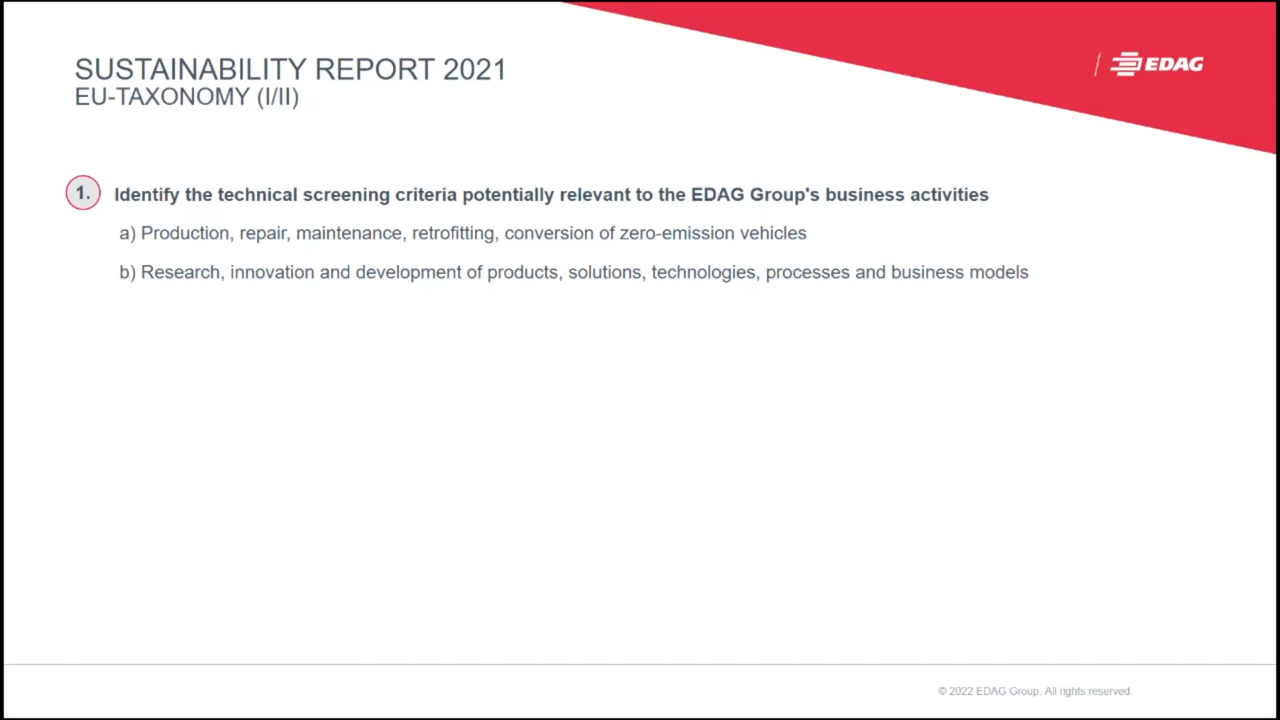 SUSTAINABILITY REPORT 2021
EU-TAXONOMY (I/II)
EDAG
1. Identify the technical screening criteria potentially relevant to the EDAG Group's business activities
a) Production, repair, maintenance, retrofitting, conversion of zero-emission vehicles
b) Research, innovation and development of products, solutions, technologies, processes and business models
© 2022 EDAG Group. All rights reserved